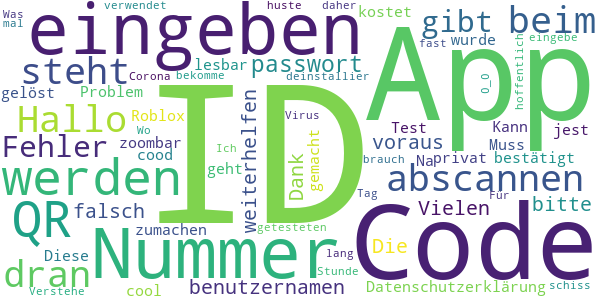 Was verwendet huste daher kostet gibt beim
mal eingeben App
wurde fast hoffentlich eingebe
steht lesbar passwort Corona
bekomme deinstallier O_O
gelöst Problem ID
Hallo Roblox Virus Test Kann jest
Wo Muss
Fehler zoombar weiterhelfen Ich Dank gemacht voraus Na privat bestätigt
cood geht brauch
werden Tag Für abscannen
QR falsch Vielen bitte
zumachen getesteten Code
Nummer Die
Diese lang
dran Stunde
Verstehe cool benutzernamen Datenschutzerklärung schiss